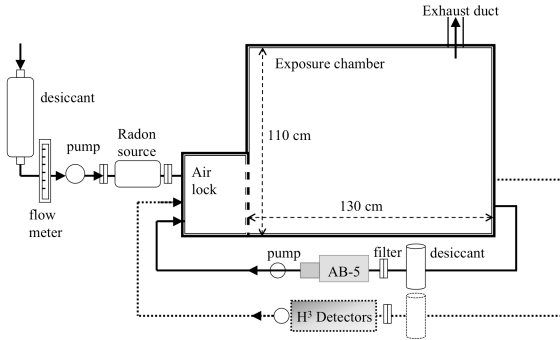 Exhaust duct
Exposure chamber
desiccant
pump
Radon
source
Air
lock
110 cm
130 cm
flow
meter
pump
filter
desiccant
AB-5
H³ Detectors